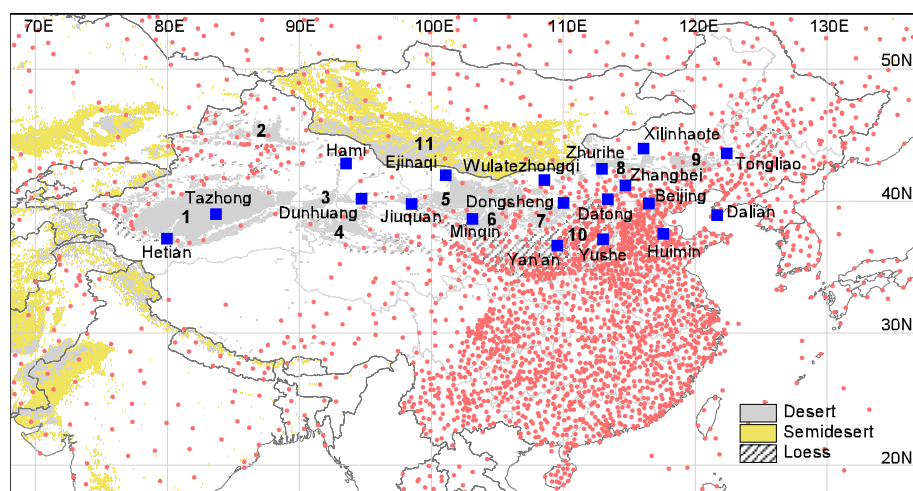 70E 80E 90E 100E 110E 120E 130E
50N
Xilinhaote
2
11
Hami
Zhurihe
Ejinaqi
Wulatezhongqi
8
9
Tongliao
Zhangbei
Tazhong
3
5
Dongsheng
Beijing
40N
1
Dunhuang
Jiuquan
6
7
Datong
Dalian
4
Minqin
10
Hetian
Yan'an
Yushe
Huimin
30N
Desert
Semidesert
Loess
20N